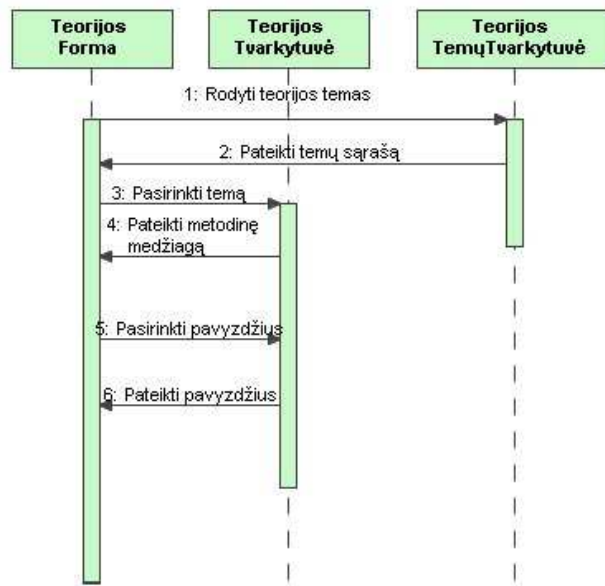 Teorijos
Forma
Teorijos
Tvarkytuvė
Teorijos
TemųTvarkytuvė
1: Rodyti teorijos temas
2: Pateikti temų sąrašą
3: Pasirinkti temą
4: Pateikti metodinę
medžiagą
5: Pasirinkti pavyzdžius
6: Pateikti pavyzdžius